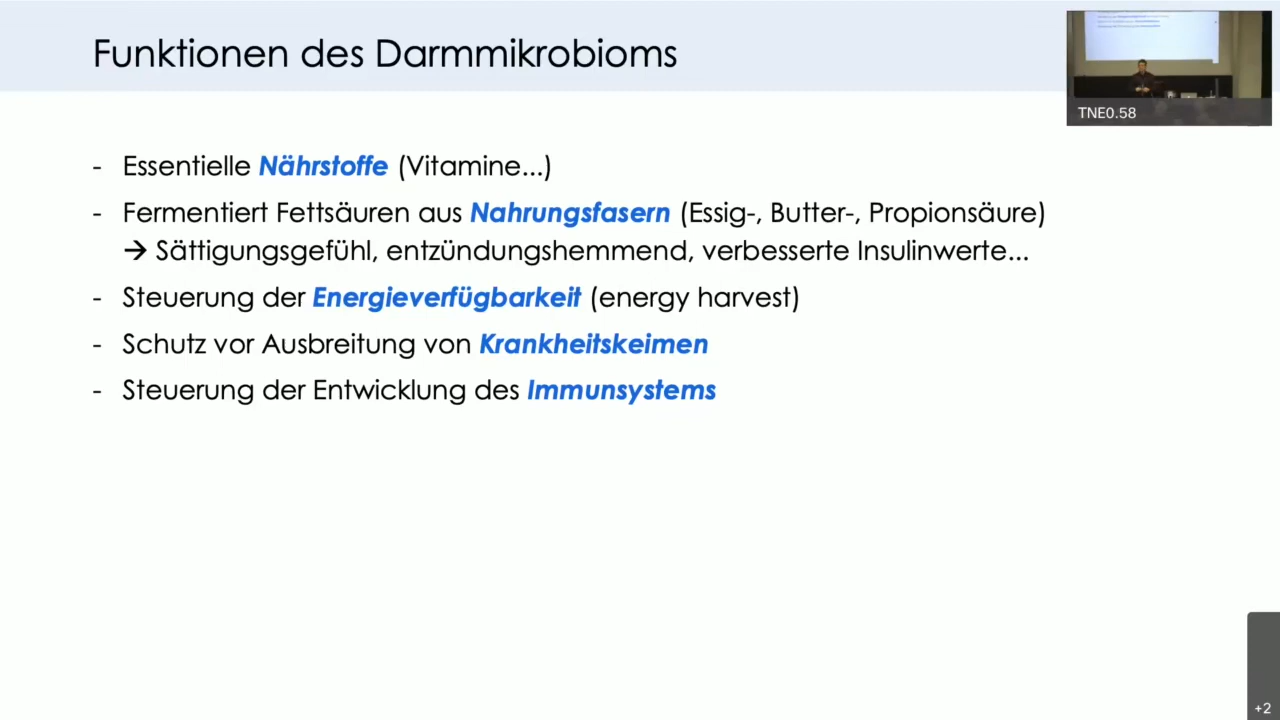 Funktionen des Darmmikrobioms
TNE0.58
- Essentielle Nährstoffe (Vitamine...)
- Fermentiert Fettsäuren aus Nahrungsfasern (Essig-, Butter-, Propionsäure)
→ Sättigungsgefühl, entzündungshemmend, verbesserte Insulinwerte...
- Steuerung der Energieverfügbarkeit (energy harvest)
- Schutz vor Ausbreitung von Krankheitskeimen
- Steuerung der Entwicklung des Immunsystems
+2